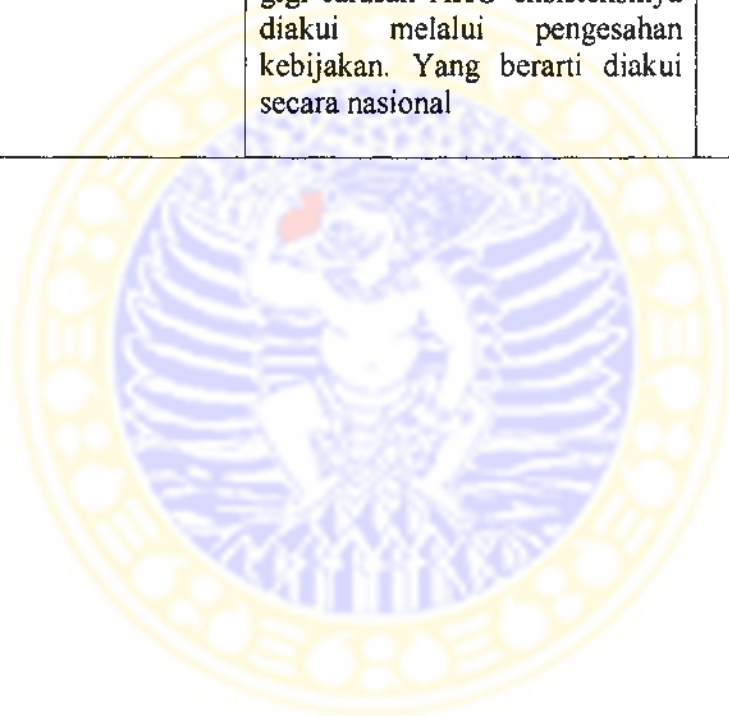 diakui melalui pengesahan
kebijakan. Yang berarti diakui
secara nasional